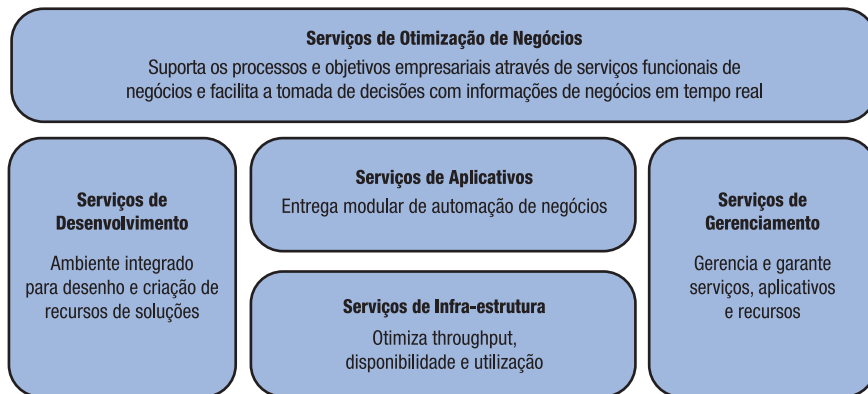 Serviços de Otimização de Negócios
Suporta os processos e objetivos empresariais através de serviços funcionais de
negócios e facilita a tomada de decisões com informações de negócios em tempo real
Serviços de
Desenvolvimento
Ambiente integrado
para desenho e criação de
recursos de soluções
Serviços de Aplicativos
Entrega modular de automação de negócios
Serviços de Infra-estrutura
Otimiza throughput,
disponibilidade e utilização
Serviços de
Gerenciamento
Gerencia e garante
serviços, aplicativos
e recursos